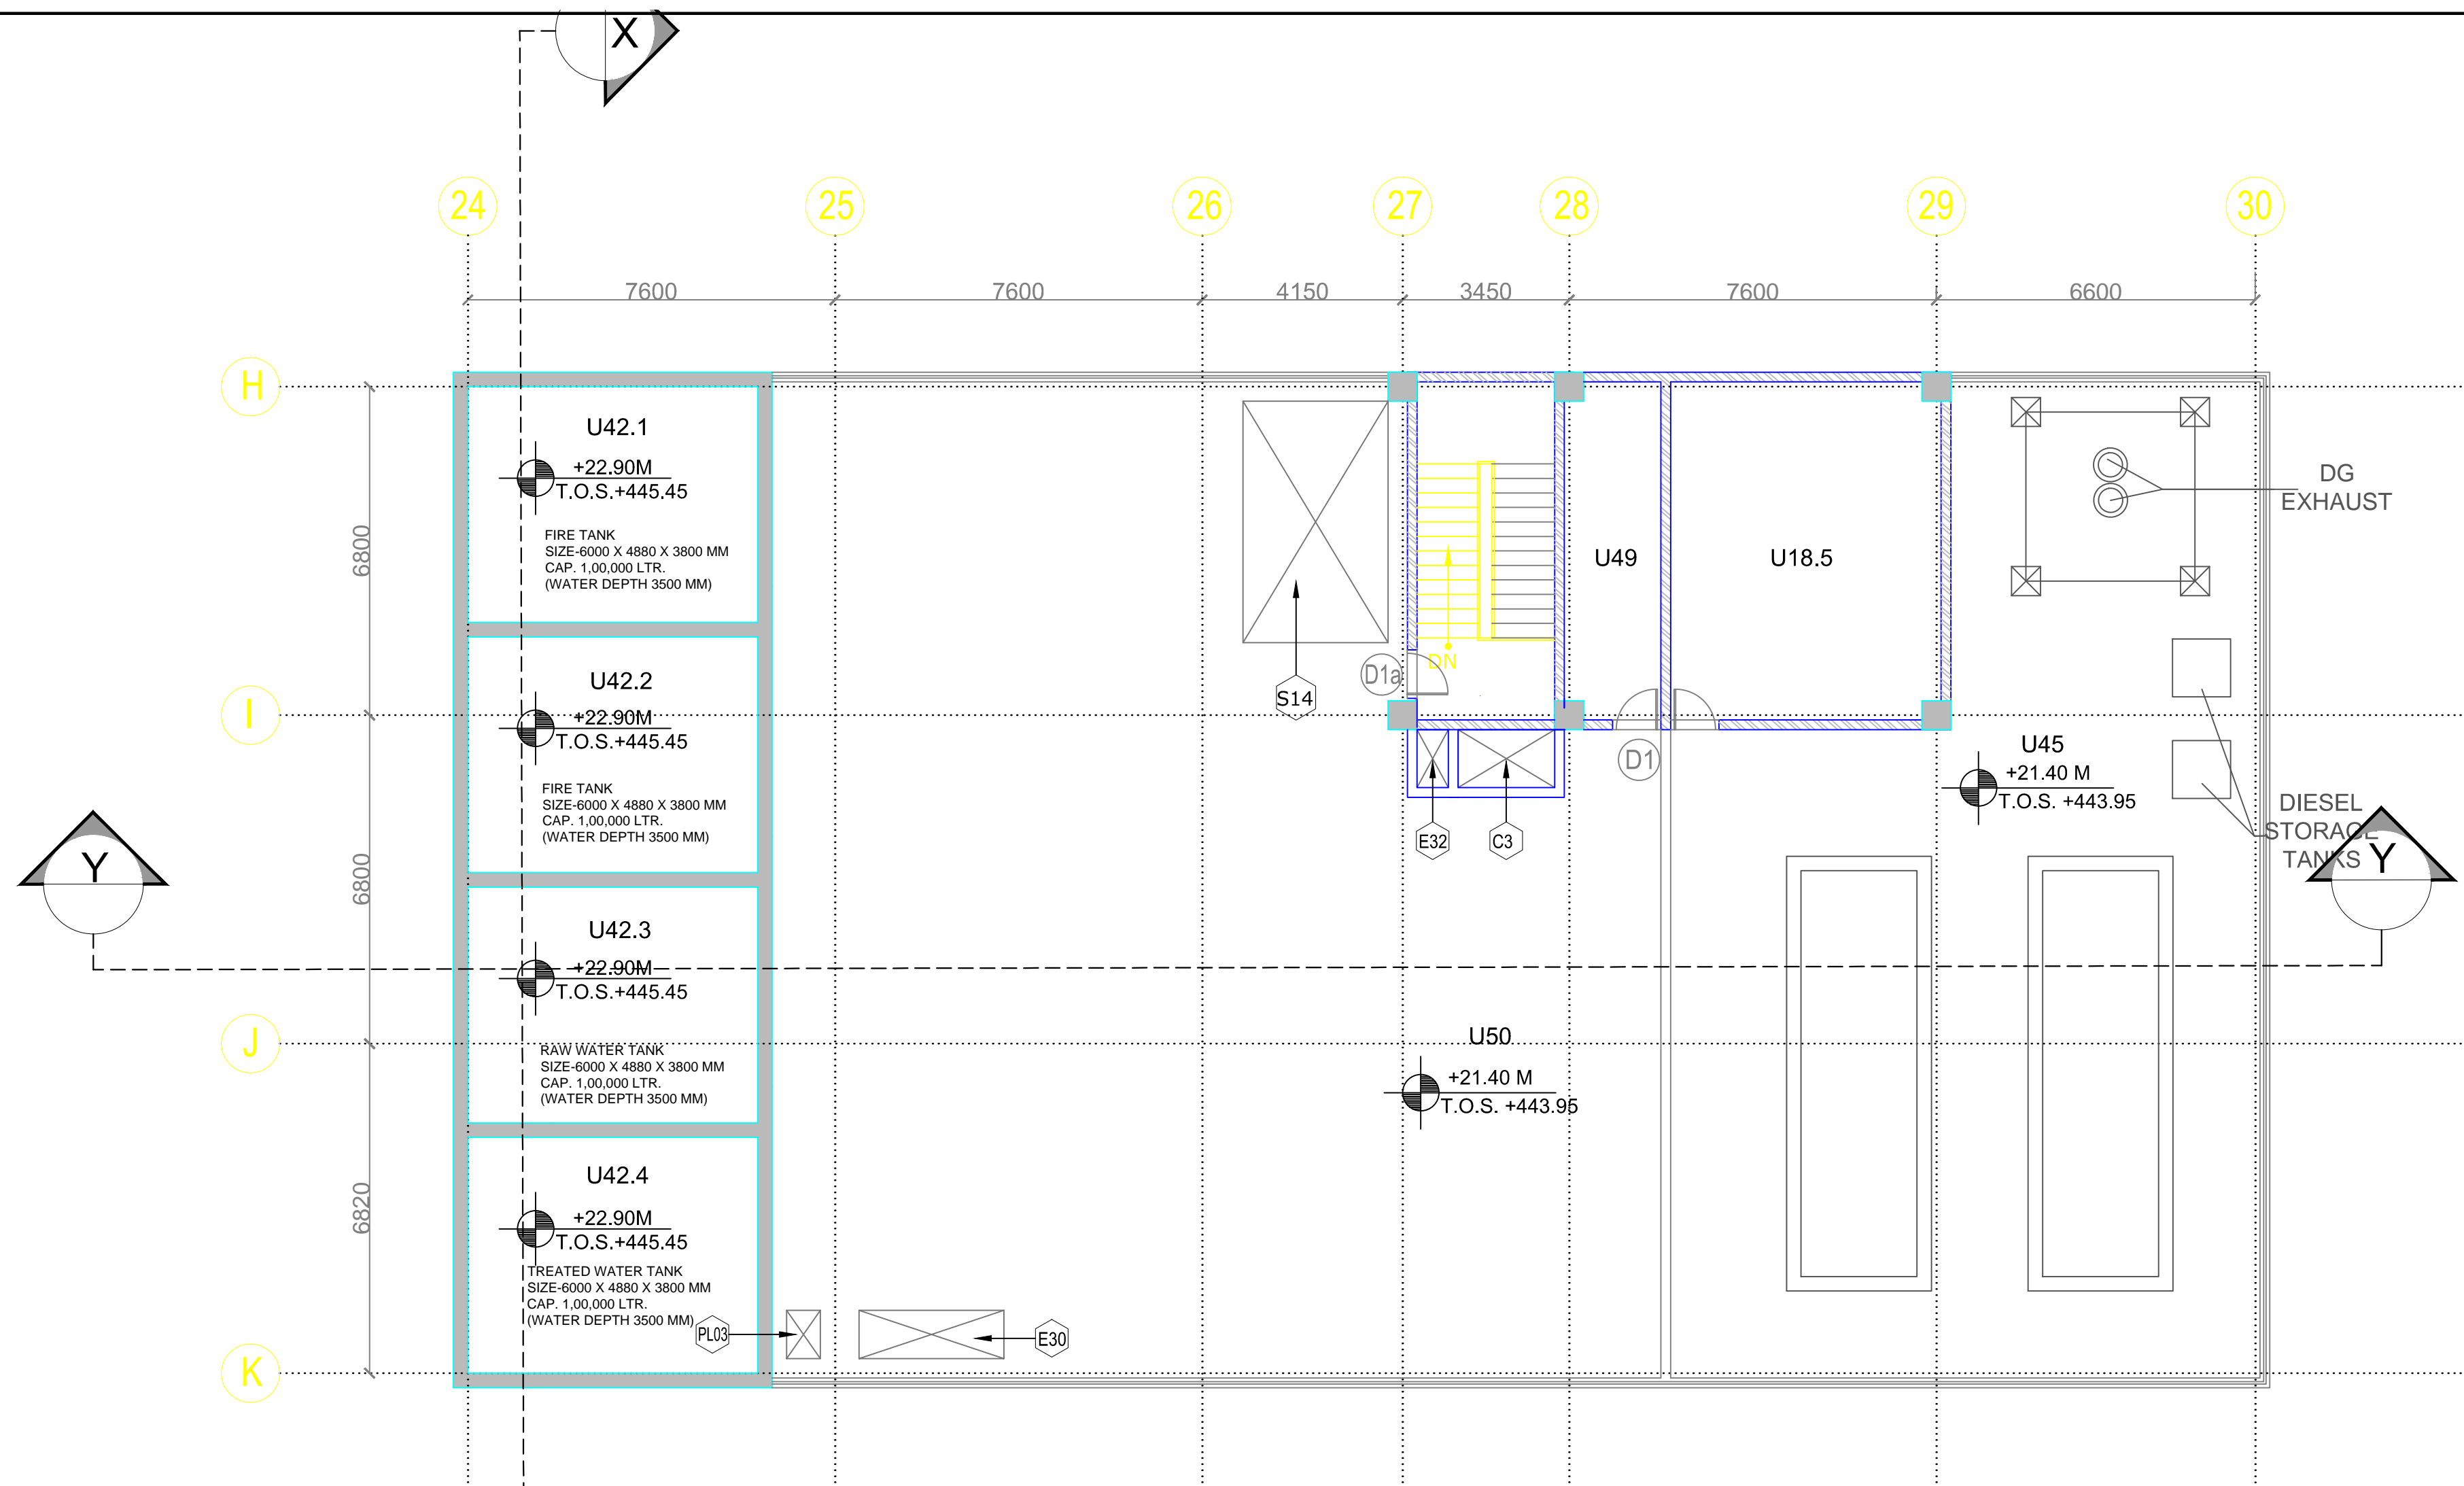 X
24
25
26
27
28
29
30
7600
7600
4150
3450
7600
6600
H
I
J
K
6800
6800
6820
U42.1
+22.90M
T.O.S.+445.45
FIRE TANK
SIZE-6000 X 4880 X 3800 MM
CAP. 1,00,000 LTR.
(WATER DEPTH 3500 MM)
U42.2
+22.90M
T.O.S.+445.45
FIRE TANK
SIZE-6000 X 4880 X 3800 MM
CAP. 1,00,000 LTR.
(WATER DEPTH 3500 MM)
U42.3
+22.90M
T.O.S.+445.45
RAW WATER TANK
SIZE-6000 X 4880 X 3800 MM
CAP. 1,00,000 LTR.
(WATER DEPTH 3500 MM)
U42.4
+22.90M
T.O.S.+445.45
TREATED WATER TANK
SIZE-6000 X 4880 X 3800 MM
CAP. 1,00,000 LTR.
(WATER DEPTH 3500 MM)
PL03
E30
S14
D1a
DN
U49
U18.5
D1
E32
C3
DG
EXHAUST
U45
+21.40 M
T.O.S. +443.95
DIESEL
STORAGE
TANKS
U50
+21.40 M
T.O.S. +443.95
Y
Y